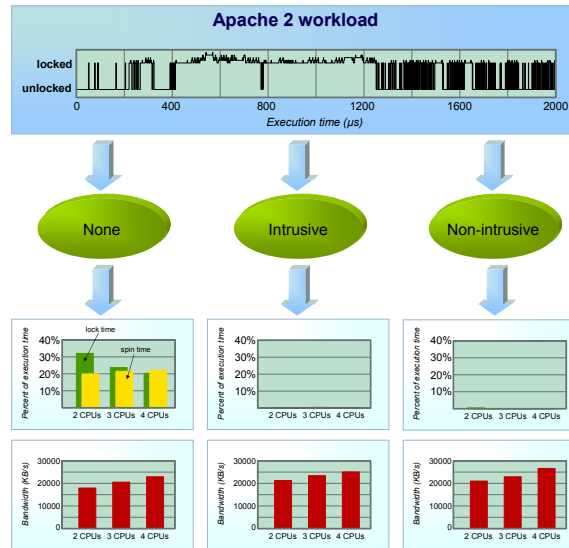 Apache 2 workload
locked
unlocked
0 400 800 1200 1600 2000
Execution time (µs)
None Intrusive Non-intrusive
Percent of execution time
40%
30%
20%
10%
lock time
spin time
2 CPUs 3 CPUs 4 CPUs
Percent of execution time
40%
30%
20%
10%
2 CPUs 3 CPUs 4 CPUs
Percent of execution time
40%
30%
20%
10%
2 CPUs 3 CPUs 4 CPUs
Bandwidth (KB/s)
30000
20000
10000
0
2 CPUs 3 CPUs 4 CPUs
Bandwidth (KB/s)
30000
20000
10000
0
2 CPUs 3 CPUs 4 CPUs
Bandwidth (KB/s)
30000
20000
10000
0
2 CPUs 3 CPUs 4 CPUs